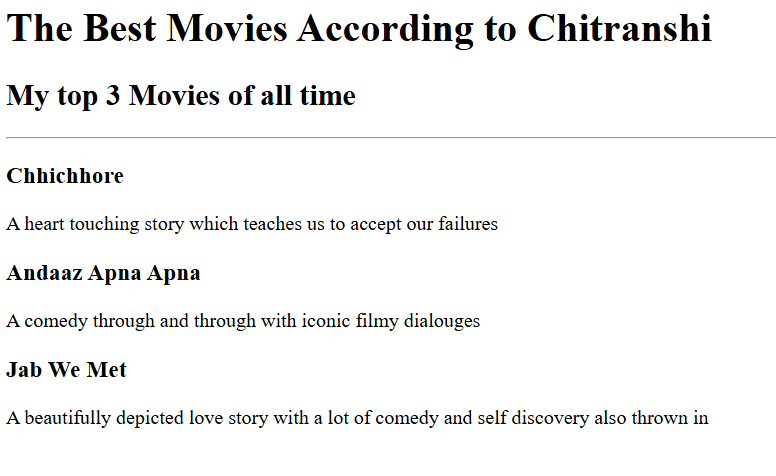 The Best Movies According to Chitranshi
My top 3 Movies of all time
Chhichhore
A heart touching story which teaches us to accept our failures
Andaaz Apna Apna
A comedy through and through with iconic filmy dialouges
Jab We Met
A beautifully depicted love story with a lot of comedy and self discovery also thrown in